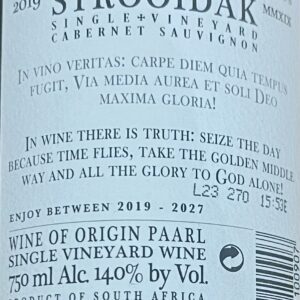 2019 STROOIDAK MMXIX
SINGLE VINEYARD
CABERNET SAUVIGNON
IN VINO VERITAS: CARPE DIEM QUIA TEMPUS
FUGIT, VIA MEDIA AUREA ET SOLI DEO
MAXIMA GLORIA!
IN WINE THERE IS TRUTH: SEIZE THE DAY
BECAUSE TIME FLIES, TAKE THE GOLDEN MIDDLE
WAY AND ALL THE GLORY TO GOD ALONE!
L23 270 15:53E
ENJOY BETWEEN 2019 - 2027
WINE OF ORIGIN PAARL
SINGLE VINEYARD WINE
750 ml Alc. 14.0% by Vol.
PRODUCT OF SOUTH AFRICA